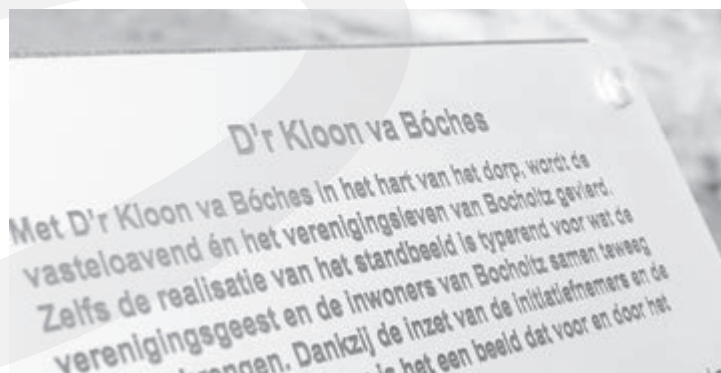 D'r Kloon va Bóches
Met D'r Kloon va Bóches in het hart van het dorp, wordt de
vasteloavend én het verenigingsleven van Bocholtz gevierd.
Zelfs de realisatie van het standbeeld is typerend voor wat de
verenigingsgeest en de inwoners van Bocholtz samen teweeg
Dankzij de inzet van de initiatiefnemers en de
is het een beeld dat voor en door het